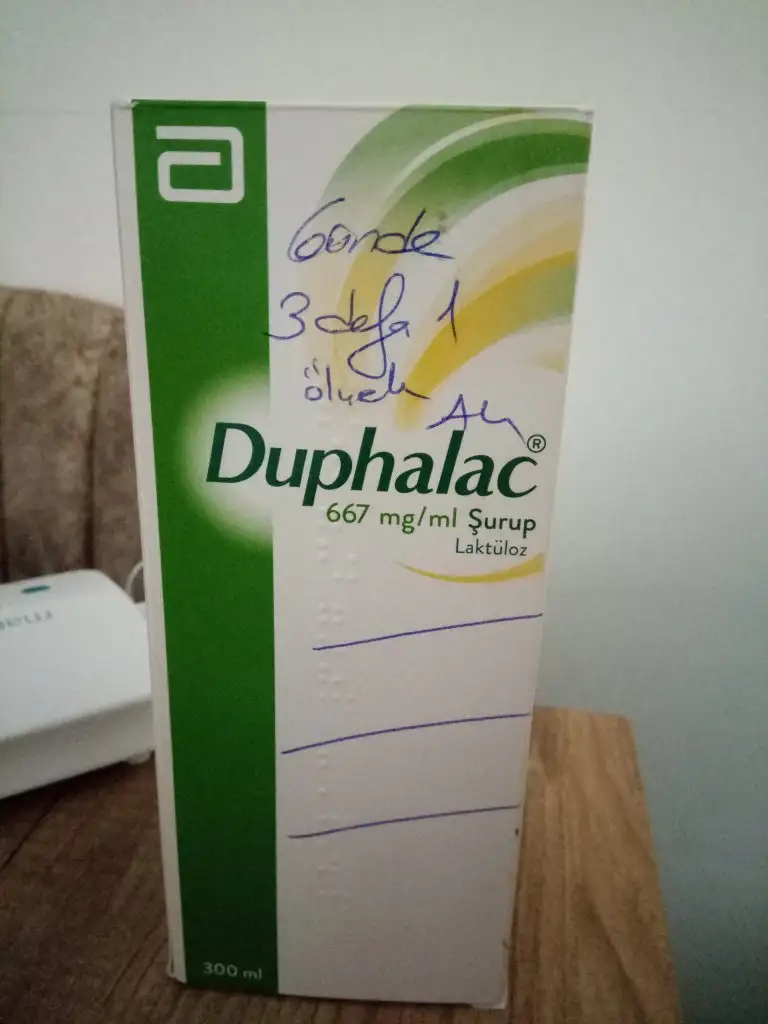 Günde
3 defa 1
ölçek
Duphalac®
667 mg/ml Şurup
Laktüloz
300 ml